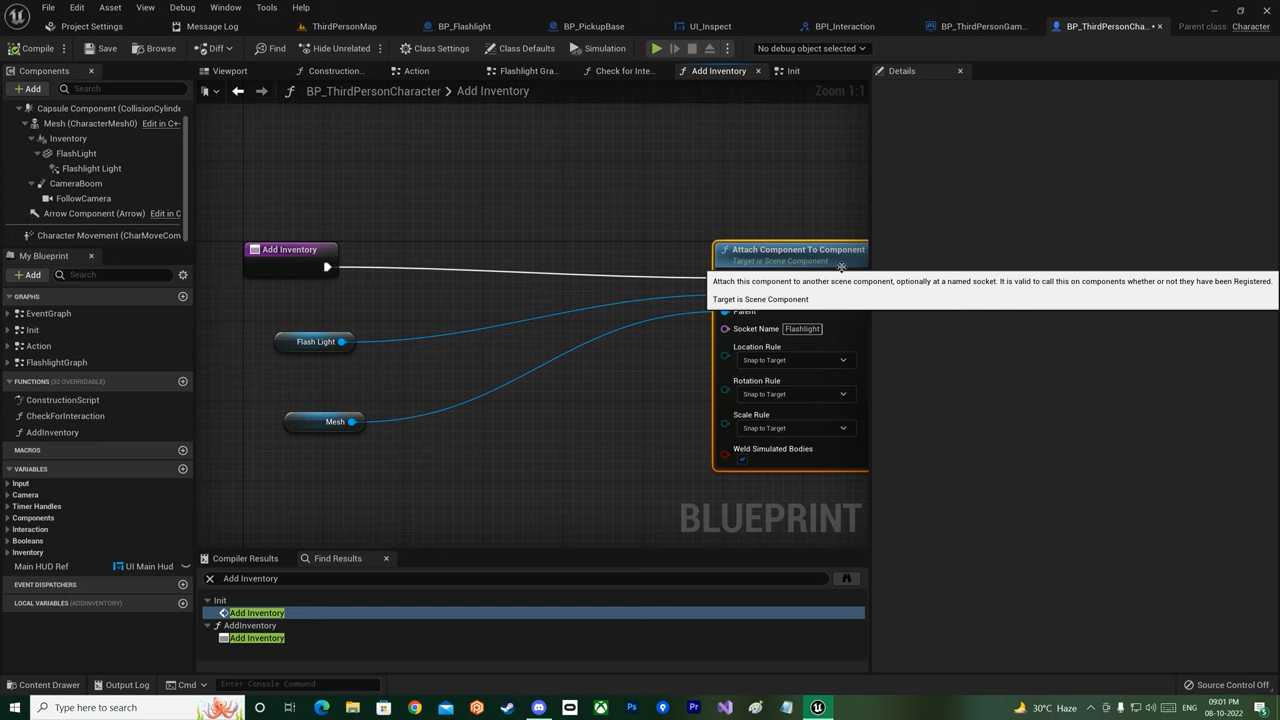 File Edit Asset View Debug Window Tools Help
Project Settings Message Log ThirdPersonMap BP_Flashlight BP_PickupBase UI_Inspect BPI_Interaction BP_ThirdPersonGam... BP_ThirdPersonCha... Parent class: Character
Compile Save Browse Diff Find Hide Unrelated Class Settings Class Defaults Simulation No debug object selected
Components Viewport Construction... Action Flashlight Gra... Check for Inte... Add Inventory Init Details
Add Search
BP_ThirdPersonCharacter > Add Inventory Zoom 1:1
Capsule Component (CollisionCylinde
Mesh (CharacterMesh0) Edit in C+
Inventory
FlashLight
Flashlight Light
CameraBoom
FollowCamera
Arrow Component (Arrow) Edit in C
Character Movement (CharMoveCom
My Blueprint
Add Search
GRAPHS
EventGraph
Init
Action
FlashlightGraph
FUNCTIONS (32 OVERRIDABLE)
ConstructionScript
CheckForInteraction
AddInventory
MACROS
VARIABLES
Input
Camera
Timer Handles
Components
Interaction
Booleans
Inventory
Main HUD Ref UI Main Hud
EVENT DISPATCHERS
LOCAL VARIABLES (ADDINVENTORY)
Add Inventory
Flash Light
Mesh
Attach Component To Component
Target is Scene Component
Attach this component to another scene component, optionally at a named socket. It is valid to call this on components whether or not they have been Registered.
Target is Scene Component
Parent
Socket Name Flashlight
Location Rule
Snap to Target
Rotation Rule
Snap to Target
Scale Rule
Snap to Target
Weld Simulated Bodies
BLUEPRINT
Compiler Results Find Results
Add Inventory
Init
Add Inventory
AddInventory
Add Inventory
Content Drawer Output Log Cmd Enter Console Command Source Control Off
Type here to search
30°C Haze ENG 09:01 PM 08-10-2022